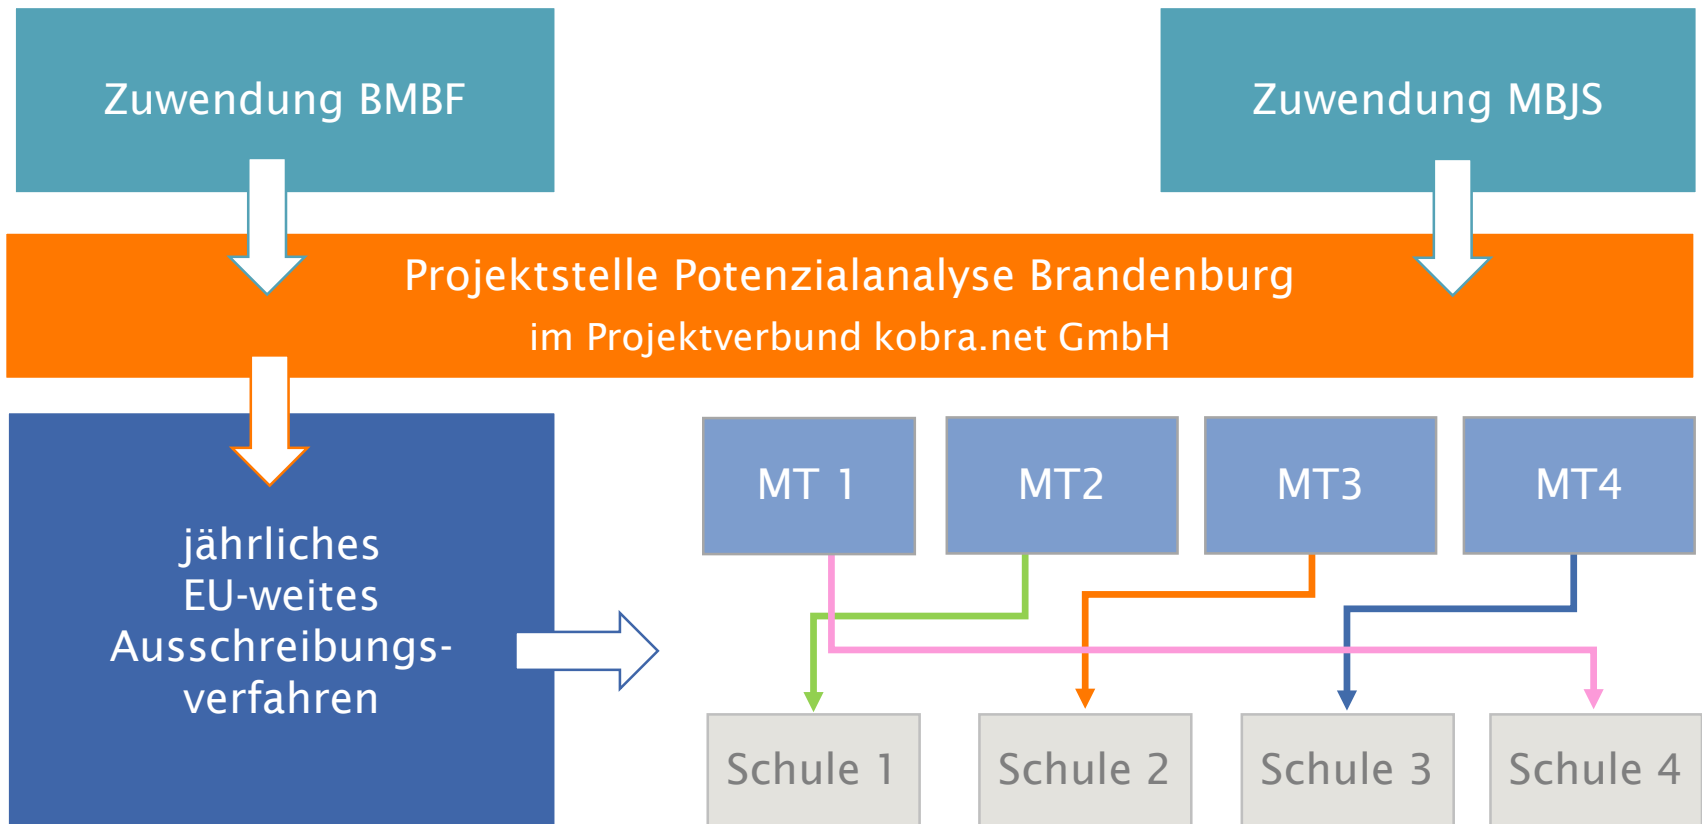 Zuwendung BMBF
Zuwendung MBJS
Projektstelle Potenzialanalyse Brandenburg
im Projektverbund kobra.net GmbH
jährliches
EU-weites
Ausschreibungs-
verfahren
MT 1
MT2
MT3
MT4
Schule 1
Schule 2
Schule 3
Schule 4